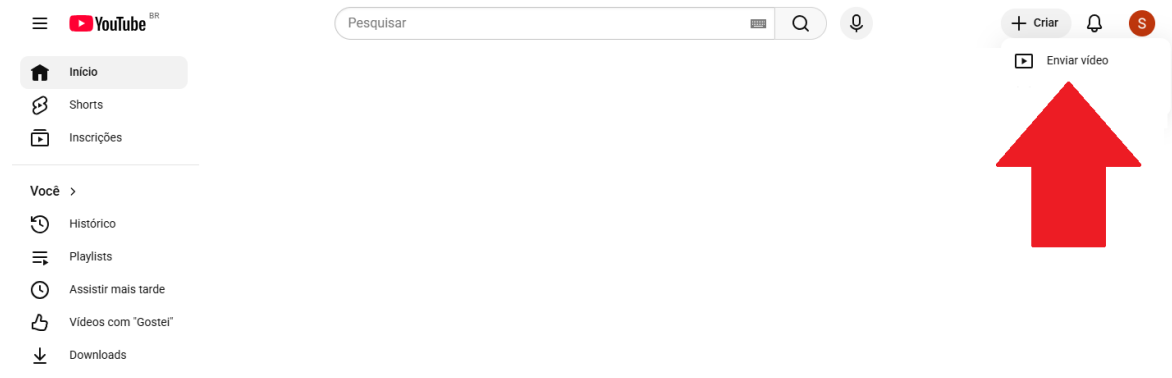 YouTube BR
Pesquisar
Criar
S
Enviar vídeo
Início
Shorts
Inscrições
Você
Histórico
Playlists
Assistir mais tarde
Vídeos com "Gostei"
Downloads